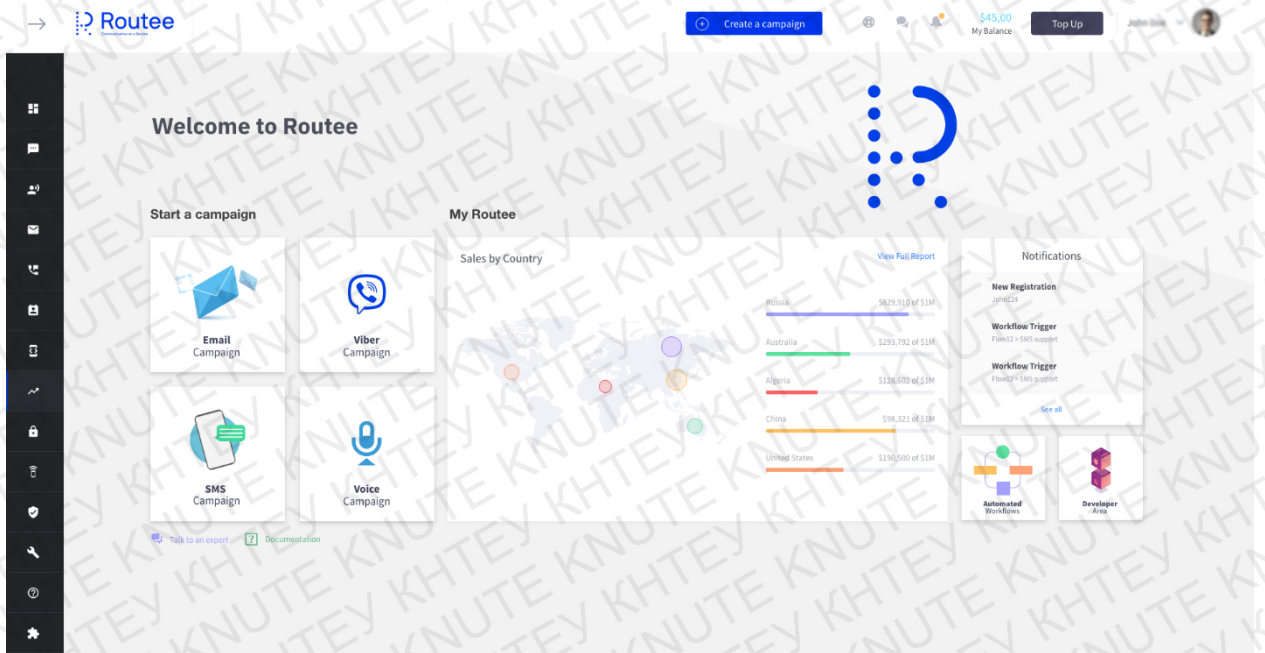 Routee
Communication as a Service
Create a campaign
$45,00
My Balance
Top Up
John Doe
Welcome to Routee
Start a campaign
My Routee
Email
Campaign
Viber
Campaign
SMS
Campaign
Voice
Campaign
Sales by Country
View Full Report
Russia $829,910 of $1M
Australia $293,792 of $1M
Algeria $128,602 of $1M
China $98,321 of $1M
United States $190,500 of $1M
Notifications
New Registration
John124
Workflow Trigger
Flow12 > SMS support
Workflow Trigger
Flow12 > SMS support
See all
Automated
Workflows
Developer
Area
Talk to an expert
Documentation
KNUTE КНТЕУ